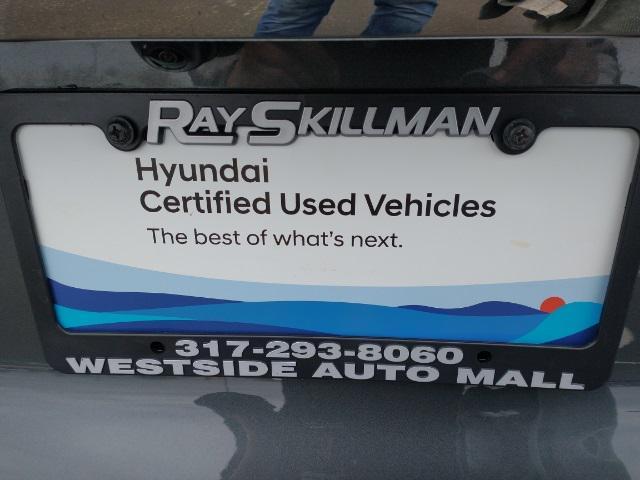 RAY SKILLMAN
Hyundai
Certified Used Vehicles
The best of what's next.
317-293-8060
WESTSIDE AUTO MALL